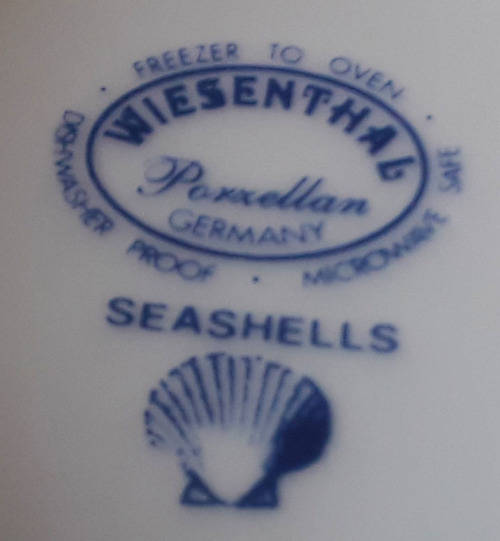 FREEZER TO OVEN · MICROWAVE SAFE · DISHWASHER PROOF ·
WIESENTHAL
Porzellan
GERMANY
SEASHELLS